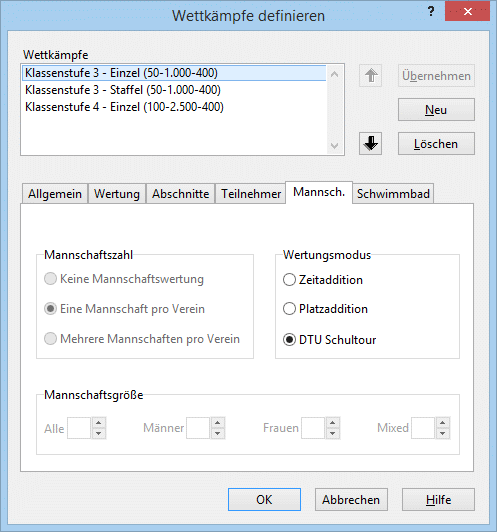 Wettkämpfe definieren
?
Wettkämpfe
Klassenstufe 3 - Einzel (50-1.000-400)
Klassenstufe 3 - Staffel (50-1.000-400)
Klassenstufe 4 - Einzel (100-2.500-400)
Übernehmen
Neu
Löschen
Allgemein Wertung Abschnitte Teilnehmer Mannsch. Schwimmbad
Mannschaftszahl
Keine Mannschaftswertung
Eine Mannschaft pro Verein
Mehrere Mannschaften pro Verein
Wertungsmodus
Zeitaddition
Platzaddition
DTU Schultour
Mannschaftsgröße
Alle Männer Frauen Mixed
OK Abbrechen Hilfe